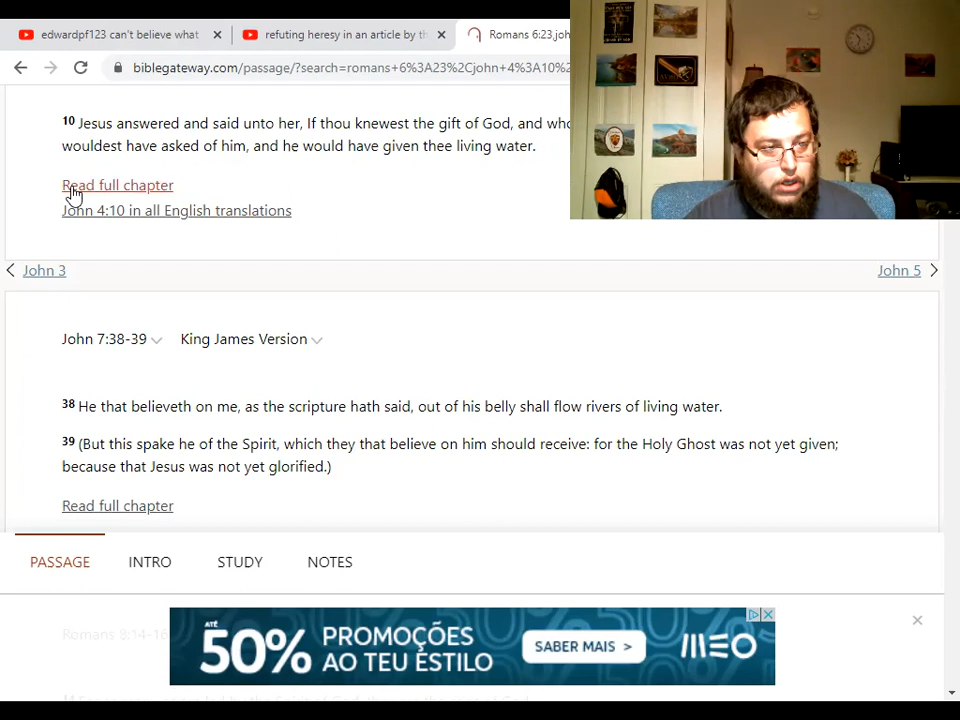 edwardpf123 can't believe what
refuting heresy in an article by th
Romans 6:23,joh
biblegateway.com/passage/?search=romans+6%3A23%2Cjohn+4%3A10%2
10 Jesus answered and said unto her, If thou knewest the gift of God, and who
wouldest have asked of him, and he would have given thee living water.
Read full chapter
John 4:10 in all English translations
John 3
John 5
John 7:38-39 King James Version
38 He that believeth on me, as the scripture hath said, out of his belly shall flow rivers of living water.
39 (But this spake he of the Spirit, which they that believe on him should receive: for the Holy Ghost was not yet given;
because that Jesus was not yet glorified.)
Read full chapter
PASSAGE INTRO STUDY NOTES
Romans 8:14-16
ATÉ
50% PROMOÇÕES
AO TEU ESTILO
SABER MAIS >
MEO